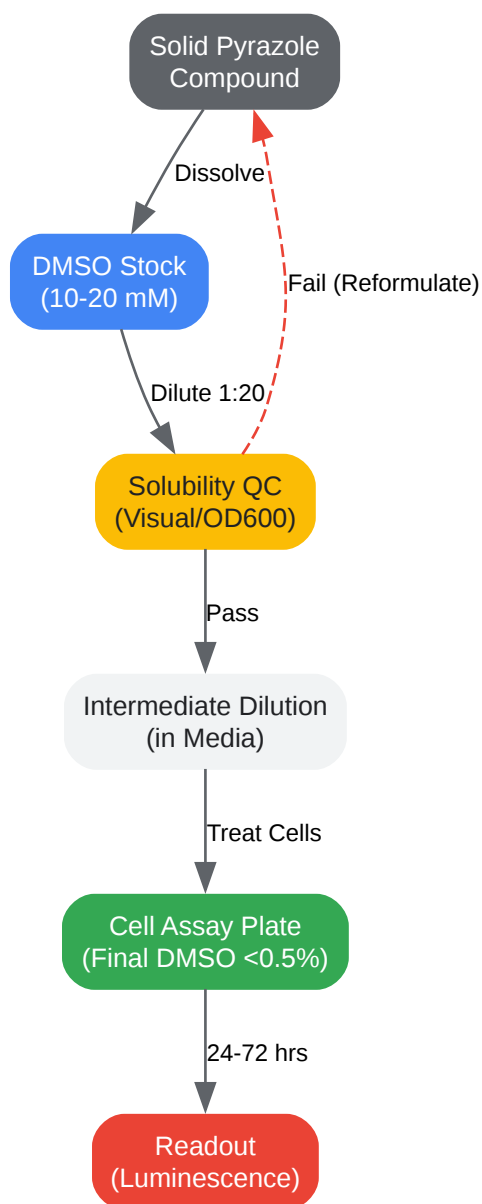 Solid Pyrazole
Compound
Dissolve
DMSO Stock
(10-20 mM)
Fail (Reformulate)
Dilute 1:20
Solubility QC
(Visual/OD600)
Pass
Intermediate Dilution
(in Media)
Treat Cells
Cell Assay Plate
(Final DMSO <0.5%)
24-72 hrs
Readout
(Luminescence)